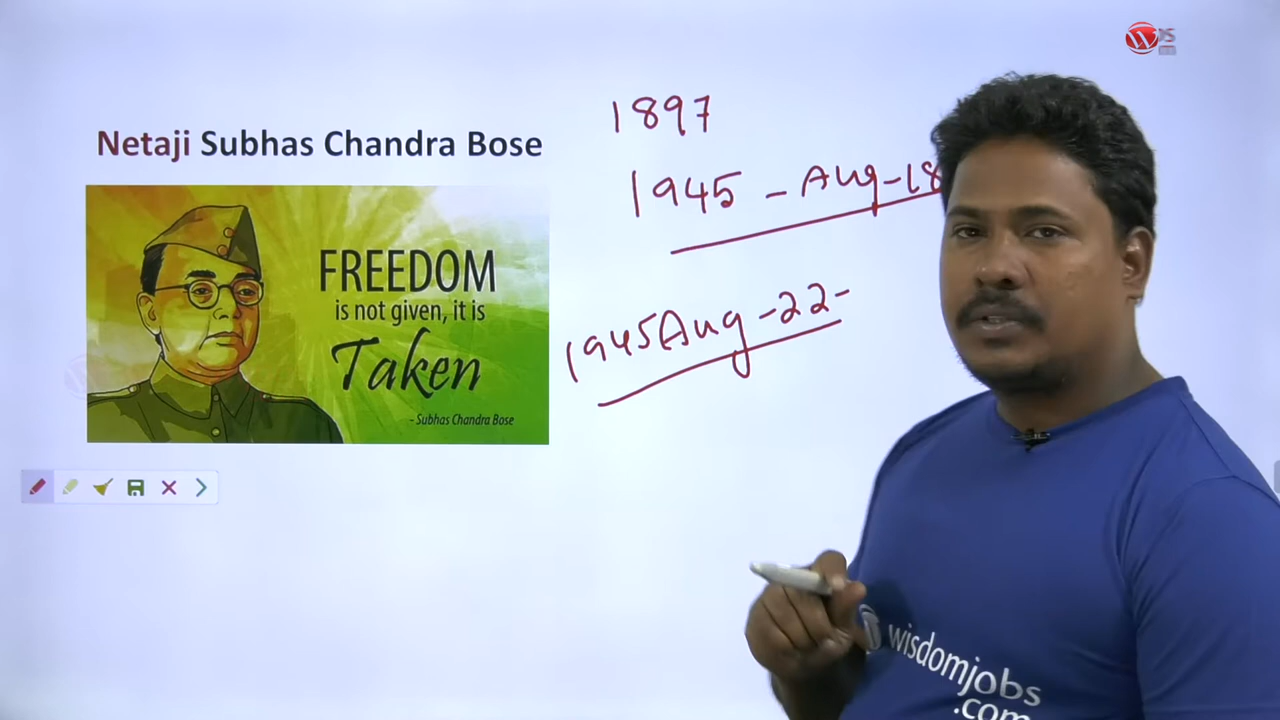 Netaji Subhas Chandra Bose
FREEDOM
is not given, it is
Taken
- Subhas Chandra Bose
1897
1945 - Aug-18
1945 Aug -22-
wisdomjobs
.com